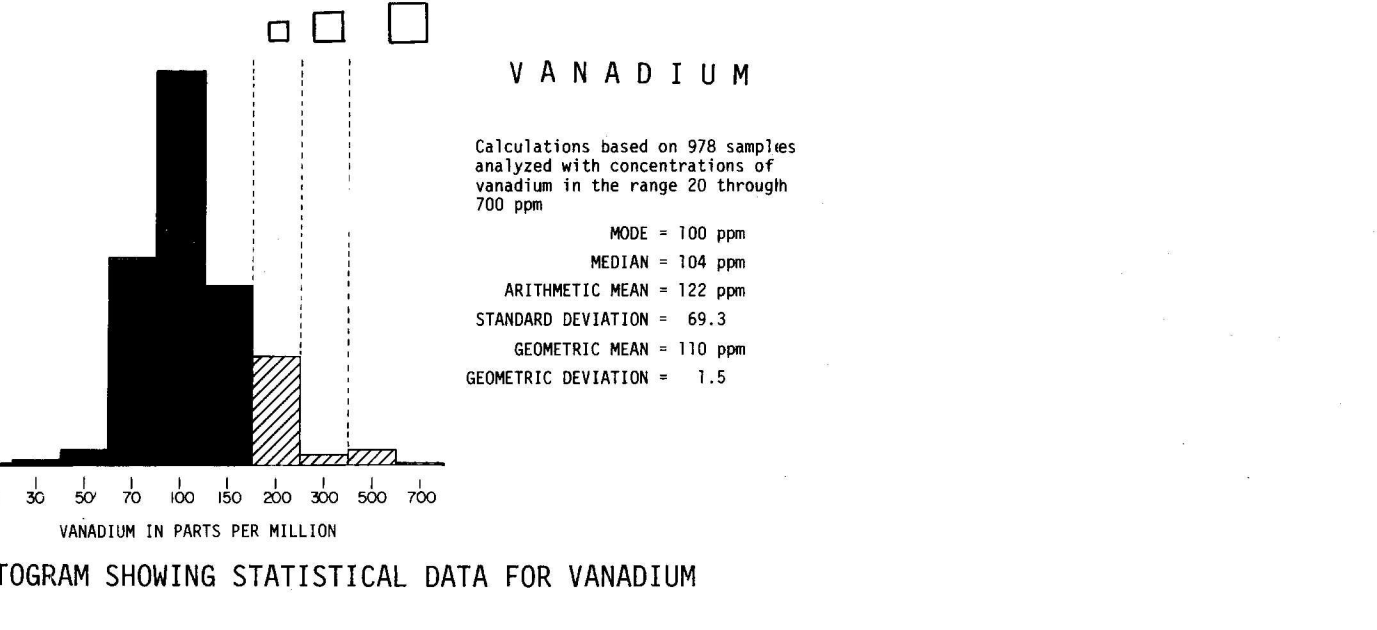 VANADIUM
Calculations based on 978 samples
analyzed with concentrations of
vanadium in the range 20 through
700 ppm
MODE = 100 ppm
MEDIAN = 104 ppm
ARITHMETIC MEAN = 122 ppm
STANDARD DEVIATION = 69.3
GEOMETRIC MEAN = 110 ppm
GEOMETRIC DEVIATION = 1.5
30 50 70 100 150 200 300 500 700
VANADIUM IN PARTS PER MILLION
TOGRAM SHOWING STATISTICAL DATA FOR VANADIUM